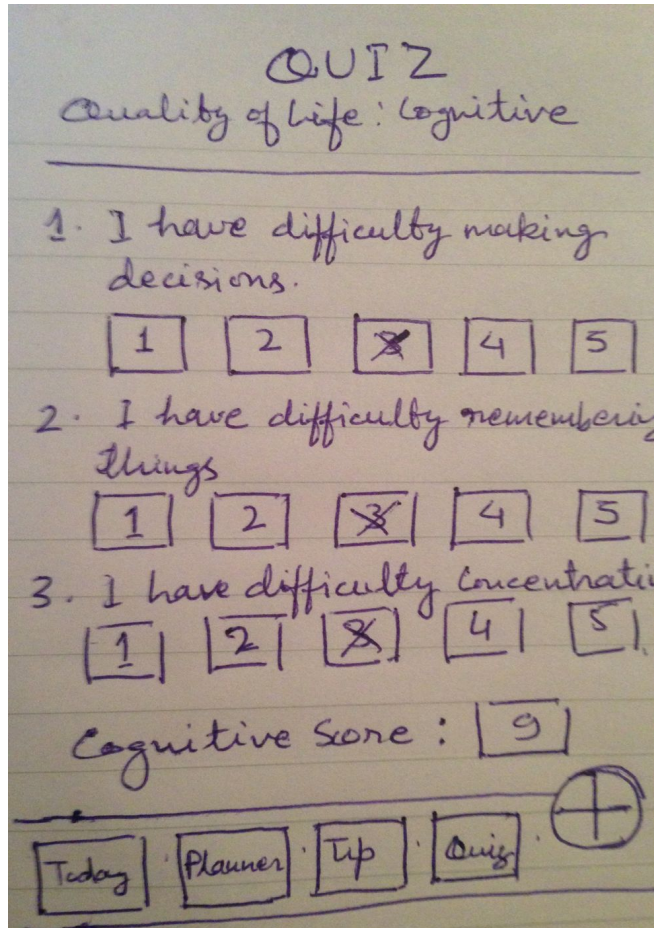 QUIZ
Quality of Life: Cognitive
1. I have difficulty making
decisions.
1 2 3 4 5
2. I have difficulty remembering
things
1 2 3 4 5
3. I have difficulty Concentrati
1 2 3 4 5
Cognitive Score: 9
Today Planner Tip Quiz